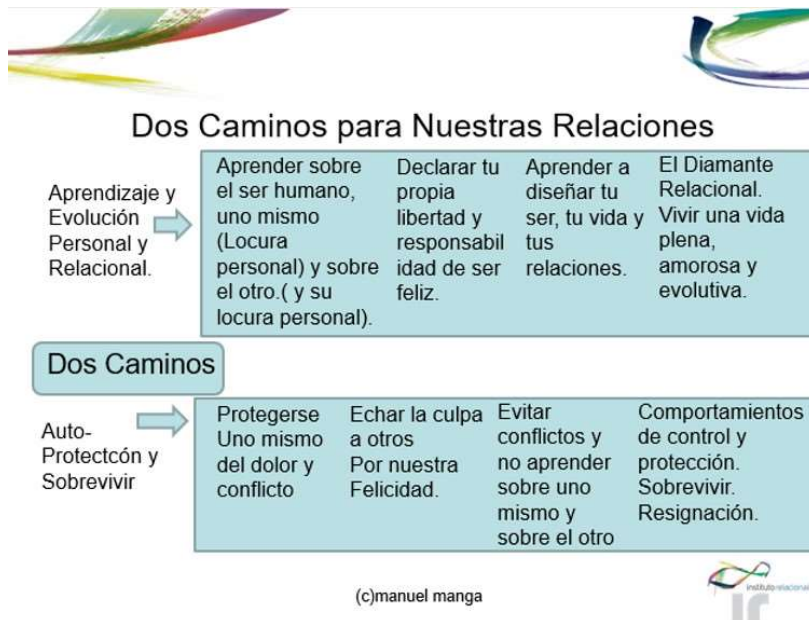 Dos Caminos para Nuestras Relaciones
Aprendizaje y
Evolución
Personal y
Relacional.
Aprender sobre
el ser humano,
uno mismo
(Locura
personal) y sobre
el otro.( y su
locura personal).
Declarar tu
propia
libertad y
responsabil
idad de ser
feliz.
Aprender a
diseñar tu
ser, tu vida y
tus
relaciones.
El Diamante
Relacional.
Vivir una vida
plena,
amorosa y
evolutiva.
Dos Caminos
Auto-
Protectcón y
Sobrevivir
Protegerse
Uno mismo
del dolor y
conflicto
Echar la culpa
a otros
Por nuestra
Felicidad.
Evitar
conflictos y
no aprender
sobre uno
mismo y
sobre el otro
Comportamientos
de control y
protección.
Sobrevivir.
Resignación.
(c)manuel manga
instituto relacional
ir